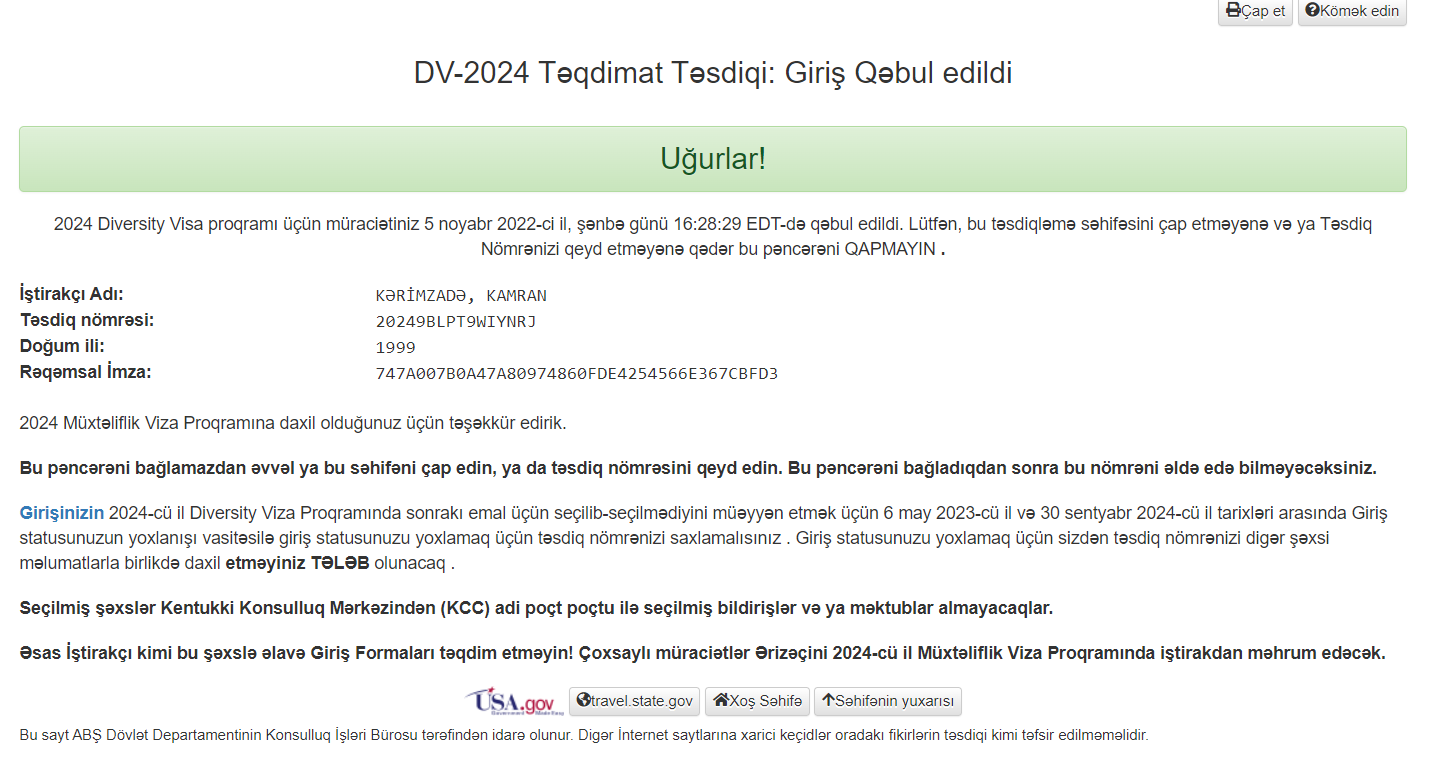 Çap et Kömək edin
DV-2024 Təqdimat Təsdiqi: Giriş Qəbul edildi
Uğurlar!
2024 Diversity Visa proqramı üçün müraciətiniz 5 noyabr 2022-ci il, şənbə günü 16:28:29 EDT-də qəbul edildi. Lütfən, bu təsdiqləmə səhifəsini çap etməyənə və ya Təsdiq
Nömrənizi qeyd etməyənə qədər bu pəncərəni QAPMAYIN .
İştirakçı Adı: KƏRİMZADƏ, KAMRAN
Təsdiq nömrəsi: 20249BLPT9WIYNRJ
Doğum ili: 1999
Rəqəmsal İmza: 747A007B0A47A80974860FDE4254566E367CBFD3
2024 Müxtəliflik Viza Proqramına daxil olduğunuz üçün təşəkkür edirik.
Bu pəncərəni bağlamazdan əvvəl ya bu səhifəni çap edin, ya da təsdiq nömrəsini qeyd edin. Bu pəncərəni bağladıqdan sonra bu nömrəni əldə edə bilməyəcəksiniz.
Girişinizin 2024-cü il Diversity Viza Proqramında sonrakı emal üçün seçilib-seçilmədiyini müəyyən etmək üçün 6 may 2023-cü il və 30 sentyabr 2024-cü il tarixləri arasında Giriş
statusunuzun yoxlanışı vasitəsilə giriş statusunuzu yoxlamaq üçün təsdiq nömrənizi saxlamalısınız . Giriş statusunuzu yoxlamaq üçün sizdən təsdiq nömrənizi digər şəxsi
məlumatlarla birlikdə daxil etməyiniz TƏLƏB olunacaq .
Seçilmiş şəxslər Kentukki Konsulluq Mərkəzindən (KCC) adi poçt poçtu ilə seçilmiş bildirişlər və ya məktublar almayacaqlar.
Əsas İştirakçı kimi bu şəxslə əlavə Giriş Formaları təqdim etməyin! Çoxsaylı müraciətlər Ərizəçini 2024-cü il Müxtəliflik Viza Proqramında iştirakdan məhrum edəcək.
USA.gov travel.state.gov Xoş Səhifə Səhifənin yuxarısı
Bu sayt ABŞ Dövlət Departamentinin Konsulluq İşləri Bürosu tərəfindən idarə olunur. Digər İnternet saytlarına xarici keçidlər oradakı fikirlərin təsdiqi kimi təfsir edilməməlidir.